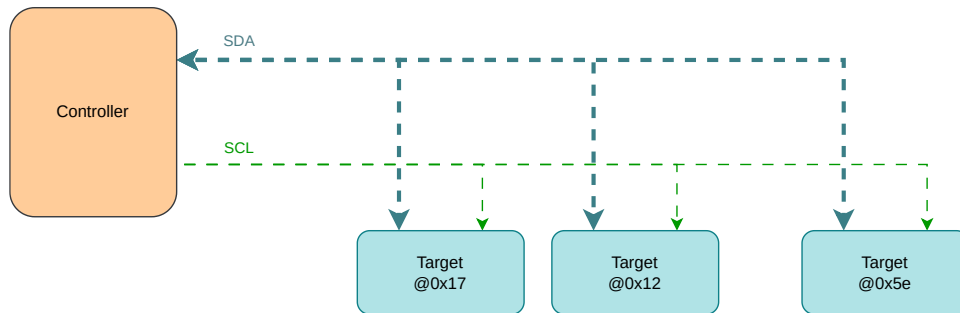 SDA
Controller
SCL
Target
@0x17
Target
@0x12
Target
@0x5e